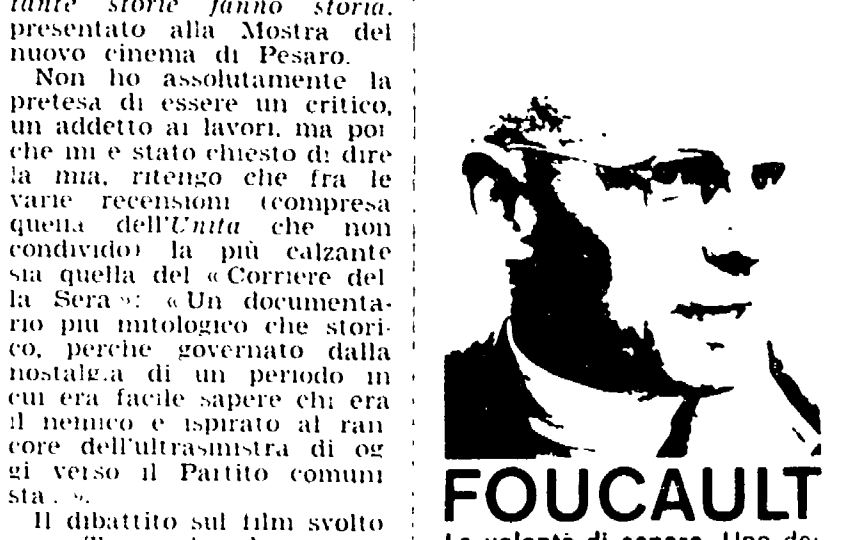 tante storie fanno storia,
presentato alla Mostra del
nuovo cinema di Pesaro.
Non ho assolutamente la
pretesa di essere un critico,
un addetto ai lavori, ma poi
che mi è stato chiesto di dire
la mia, ritengo che fra le
varie recensioni (compresa
quella dell'Unità che non
condivido) la più calzante
sia quella del « Corriere del
la Sera »: « Un documenta-
rio più mitologico che stori-
co, perché governato dalla
nostalgia di un periodo in
cui era facile sapere chi era
il nemico e ispirato al ran
core dell'ultrasinistra di og
gi verso il Partito comuni
sta. ».
Il dibattito sul film svolto
FOUCAULT
La volontà di sapere. Uno de: